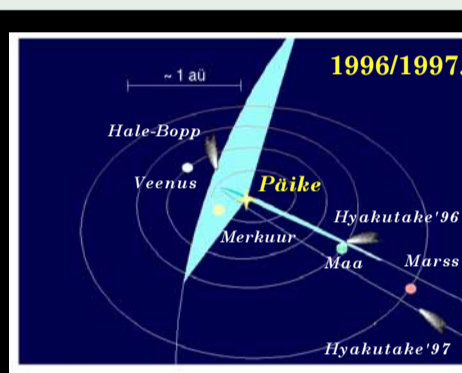 1996/1997.
~ 1 aü
Hale-Bopp
Veenus
Päike
Hyakutake'96
Merkuur
Maa
Marss
Hyakutake'97